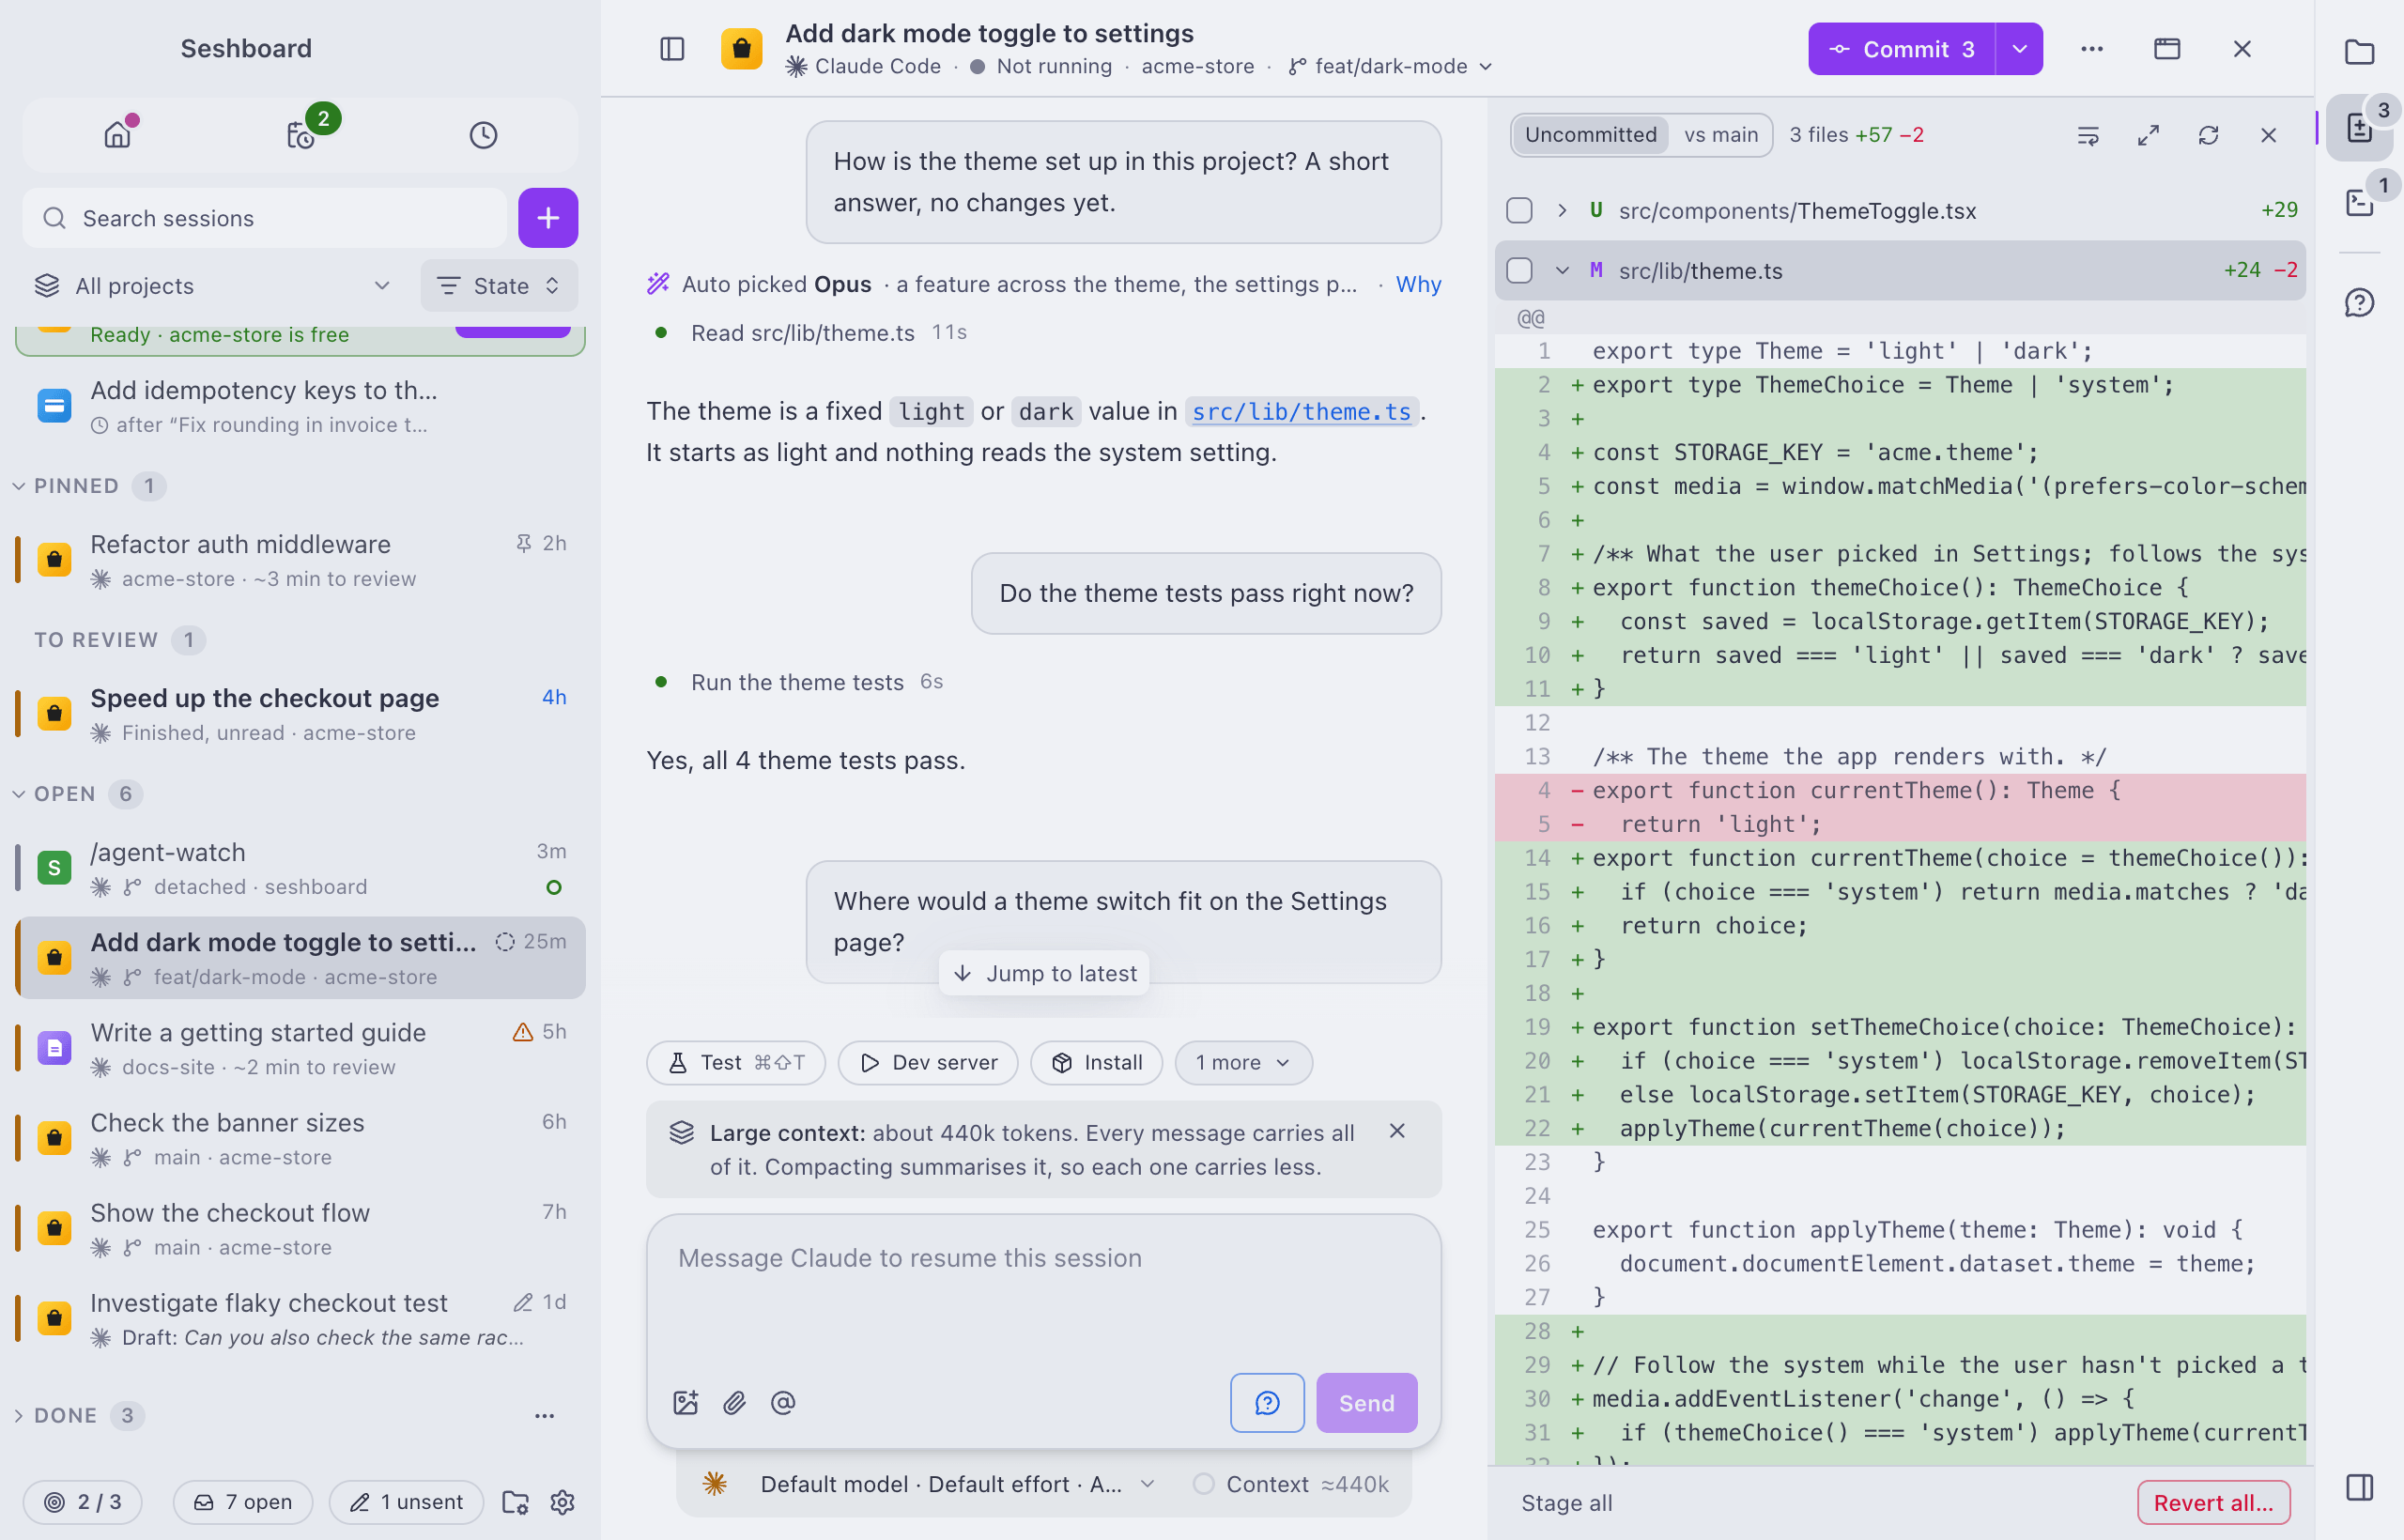 Seshboard
2
Search sessions
All projects
State
Ready · acme-store is free
Add idempotency keys to th...
after “Fix rounding in invoice t...
PINNED 1
Refactor auth middleware 2h
acme-store · ~3 min to review
TO REVIEW 1
Speed up the checkout page 4h
Finished, unread · acme-store
OPEN 6
S
/agent-watch 3m
detached · seshboard
Add dark mode toggle to setti... 25m
feat/dark-mode · acme-store
Write a getting started guide 5h
docs-site · ~2 min to review
Check the banner sizes 6h
main · acme-store
Show the checkout flow 7h
main · acme-store
Investigate flaky checkout test 1d
Draft: Can you also check the same rac...
DONE 3
2 / 3
7 open
1 unsent
Add dark mode toggle to settings
Claude Code · Not running · acme-store · feat/dark-mode
Commit 3
How is the theme set up in this project? A short
answer, no changes yet.
Auto picked Opus · a feature across the theme, the settings p... · Why
Read src/lib/theme.ts 11s
The theme is a fixed light or dark value in src/lib/theme.ts.
It starts as light and nothing reads the system setting.
Do the theme tests pass right now?
Run the theme tests 6s
Yes, all 4 theme tests pass.
Where would a theme switch fit on the Settings
page?
Jump to latest
Test ⌘⇧T
Dev server
Install
1 more
Large context: about 440k tokens. Every message carries all
of it. Compacting summarises it, so each one carries less.
Message Claude to resume this session
Send
Default model · Default effort · A...
Context ≈440k
Uncommitted
vs main
3 files +57 −2
U src/components/ThemeToggle.tsx +29
M src/lib/theme.ts +24 −2
@@
1 export type Theme = 'light' | 'dark';
2 + export type ThemeChoice = Theme | 'system';
3 +
4 + const STORAGE_KEY = 'acme.theme';
5 + const media = window.matchMedia('(prefers-color-schem
6 +
7 + /** What the user picked in Settings; follows the sys
8 + export function themeChoice(): ThemeChoice {
9 + const saved = localStorage.getItem(STORAGE_KEY);
10 + return saved === 'light' || saved === 'dark' ? save
11 + }
12
13 /** The theme the app renders with. */
4 − export function currentTheme(): Theme {
5 − return 'light';
14 + export function currentTheme(choice = themeChoice()):
15 + if (choice === 'system') return media.matches ? 'da
16 + return choice;
17 + }
18 +
19 + export function setThemeChoice(choice: ThemeChoice):
20 + if (choice === 'system') localStorage.removeItem(ST
21 + else localStorage.setItem(STORAGE_KEY, choice);
22 + applyTheme(currentTheme(choice));
23 }
24
25 export function applyTheme(theme: Theme): void {
26 document.documentElement.dataset.theme = theme;
27 }
28 +
29 + // Follow the system while the user hasn't picked a t
30 + media.addEventListener('change', () => {
31 + if (themeChoice() === 'system') applyTheme(currentT
32 + });
Stage all
Revert all...
3
1